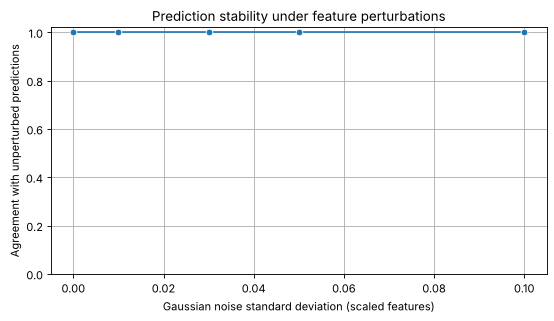 Prediction stability under feature perturbations
Agreement with unperturbed predictions
1.0
0.8
0.6
0.4
0.2
0.0
0.00 0.02 0.04 0.06 0.08 0.10
Gaussian noise standard deviation (scaled features)